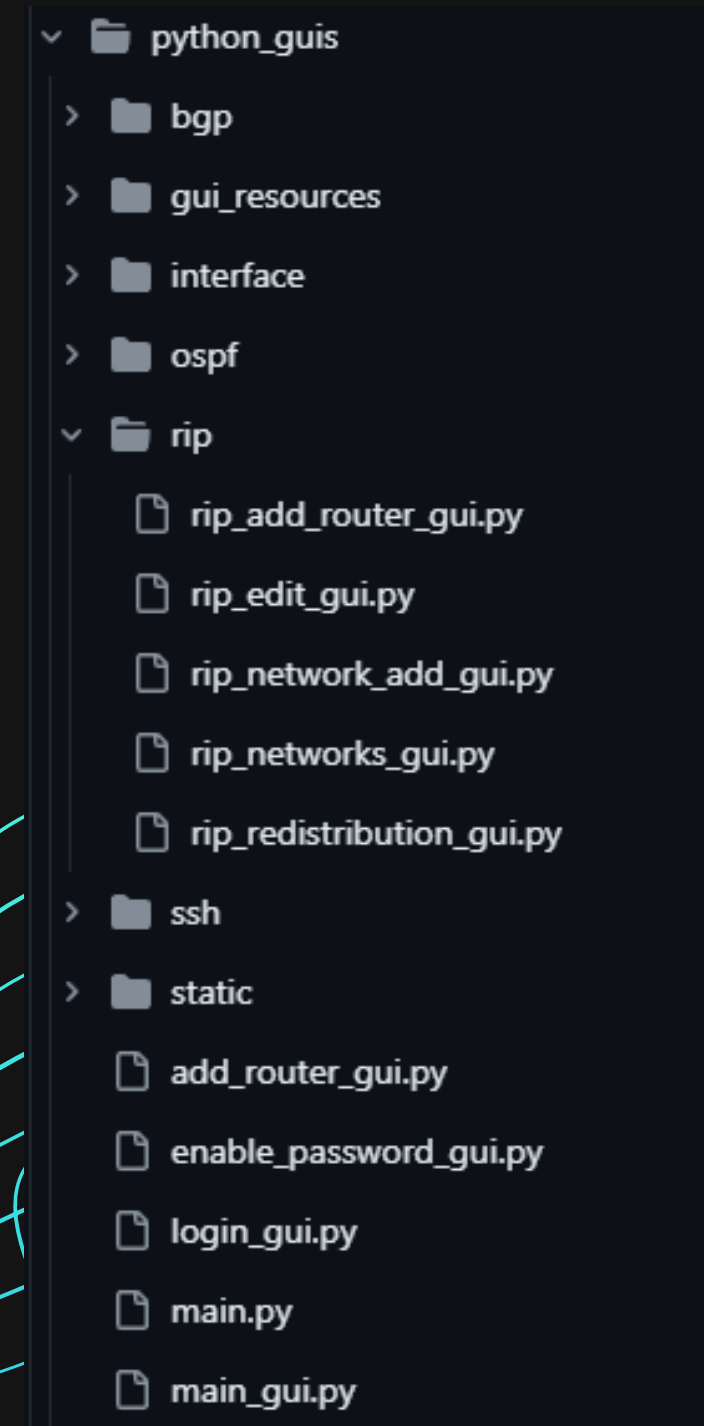 python_guis
bgp
gui_resources
interface
ospf
rip
rip_add_router_gui.py
rip_edit_gui.py
rip_network_add_gui.py
rip_networks_gui.py
rip_redistribution_gui.py
ssh
static
add_router_gui.py
enable_password_gui.py
login_gui.py
main.py
main_gui.py